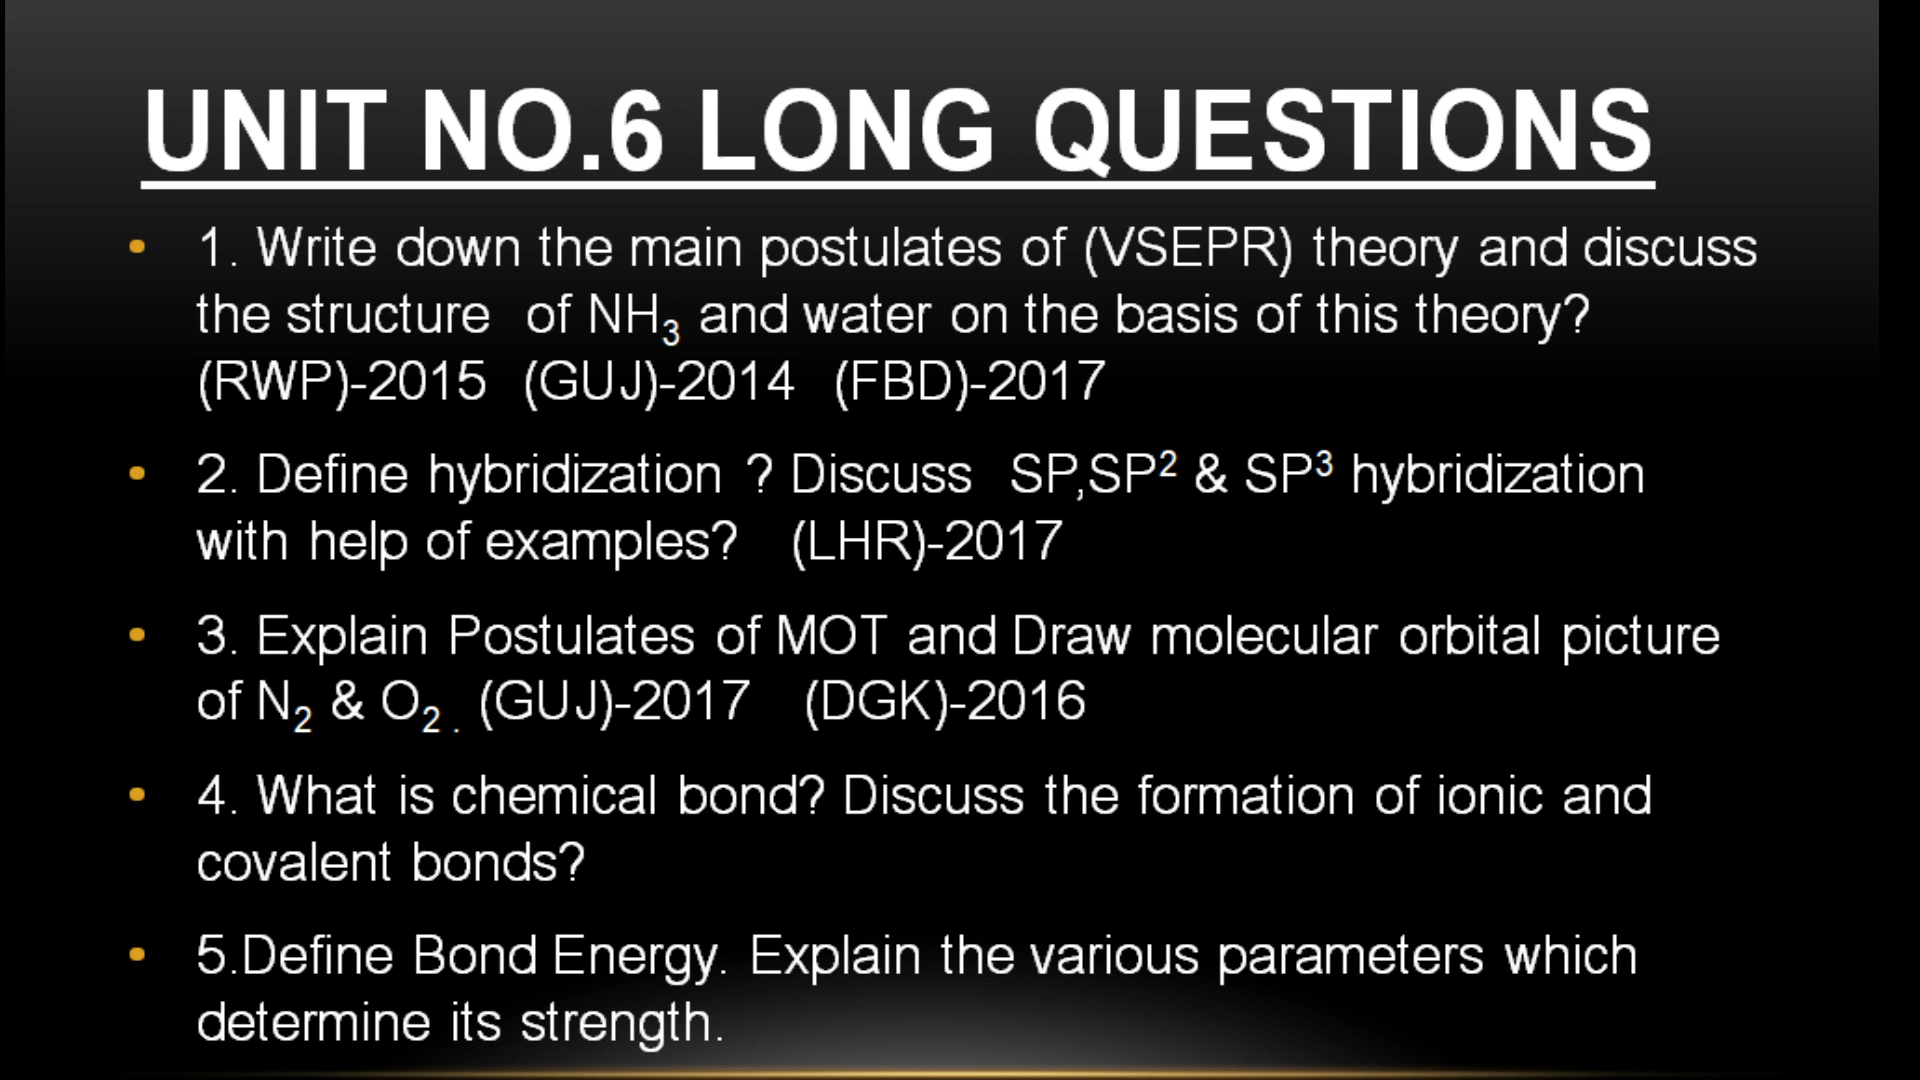 UNIT NO.6 LONG QUESTIONS
• 1. Write down the main postulates of (VSEPR) theory and discuss
the structure of NH₃ and water on the basis of this theory?
(RWP)-2015 (GUJ)-2014 (FBD)-2017
• 2. Define hybridization ? Discuss SP,SP² & SP³ hybridization
with help of examples? (LHR)-2017
• 3. Explain Postulates of MOT and Draw molecular orbital picture
of N₂ & O₂ . (GUJ)-2017 (DGK)-2016
• 4. What is chemical bond? Discuss the formation of ionic and
covalent bonds?
• 5.Define Bond Energy. Explain the various parameters which
determine its strength.